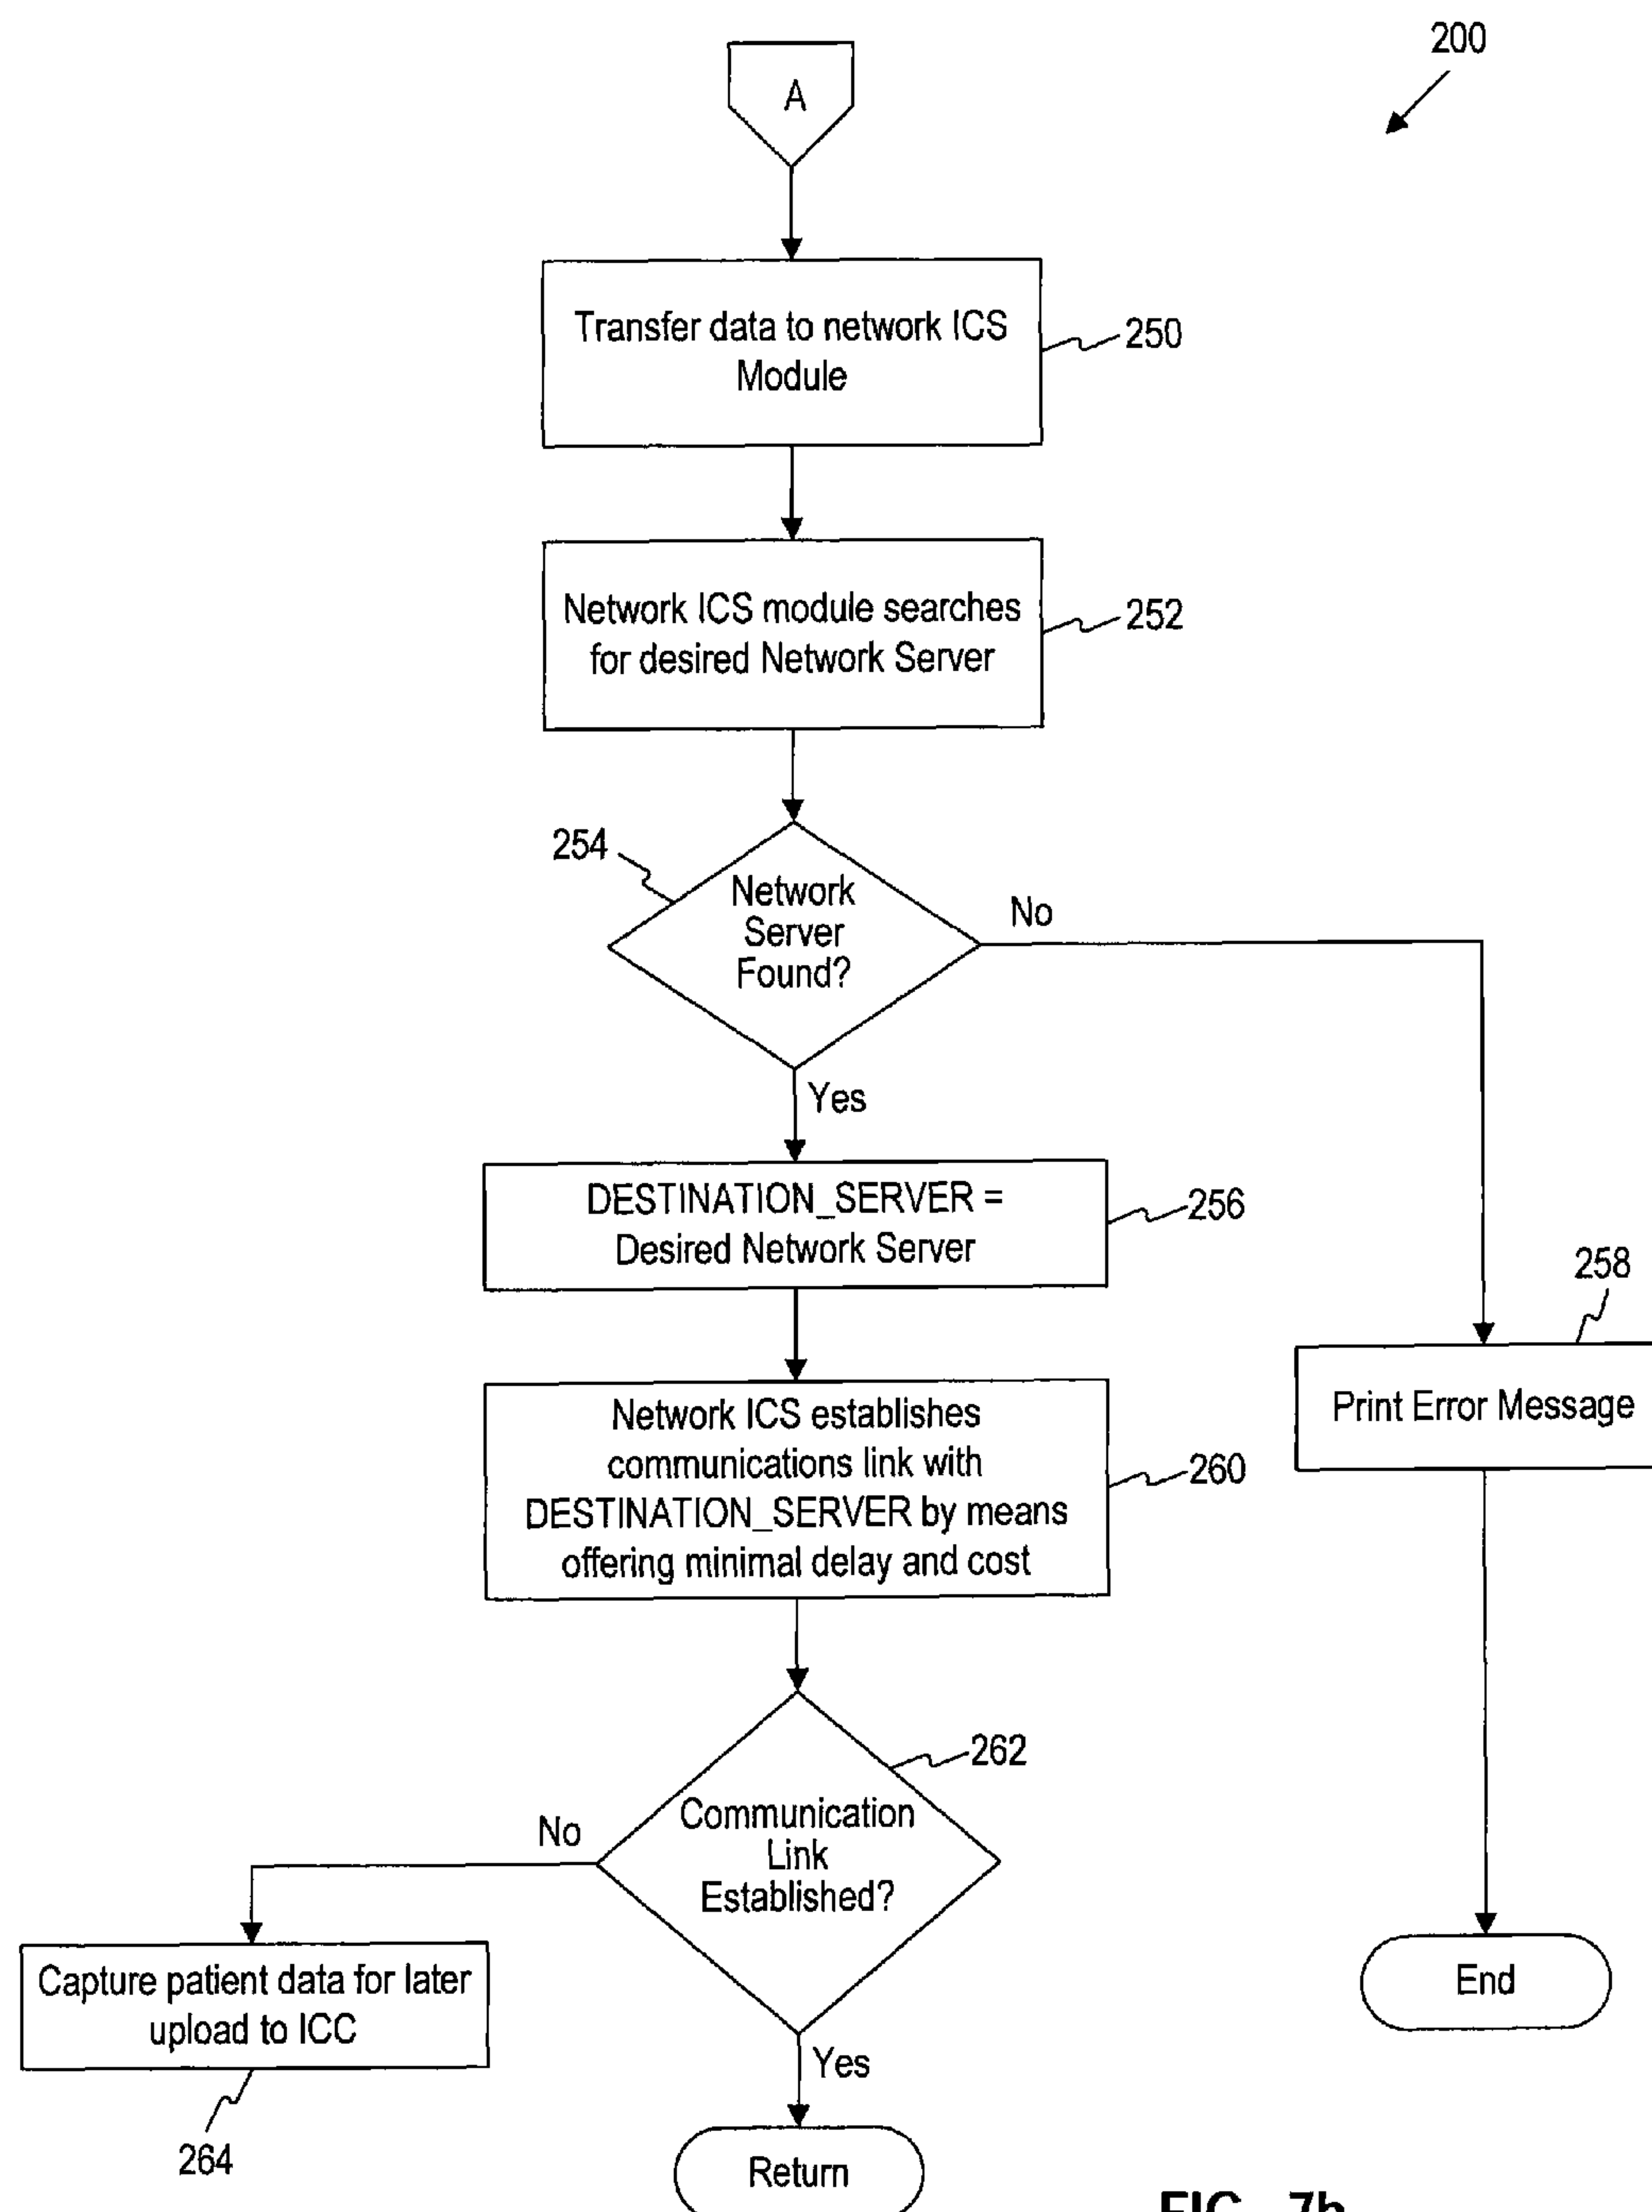 200
A
Transfer data to network ICS
Module
250
Network ICS module searches
for desired Network Server
252
254
Network
Server
Found?
No
Yes
DESTINATION_SERVER =
Desired Network Server
256
258
Print Error Message
Network ICS establishes
communications link with
DESTINATION_SERVER by means
offering minimal delay and cost
260
262
Communication
Link
Established?
No
Capture patient data for later
upload to ICC
264
End
Yes
Return
FIG. 7b